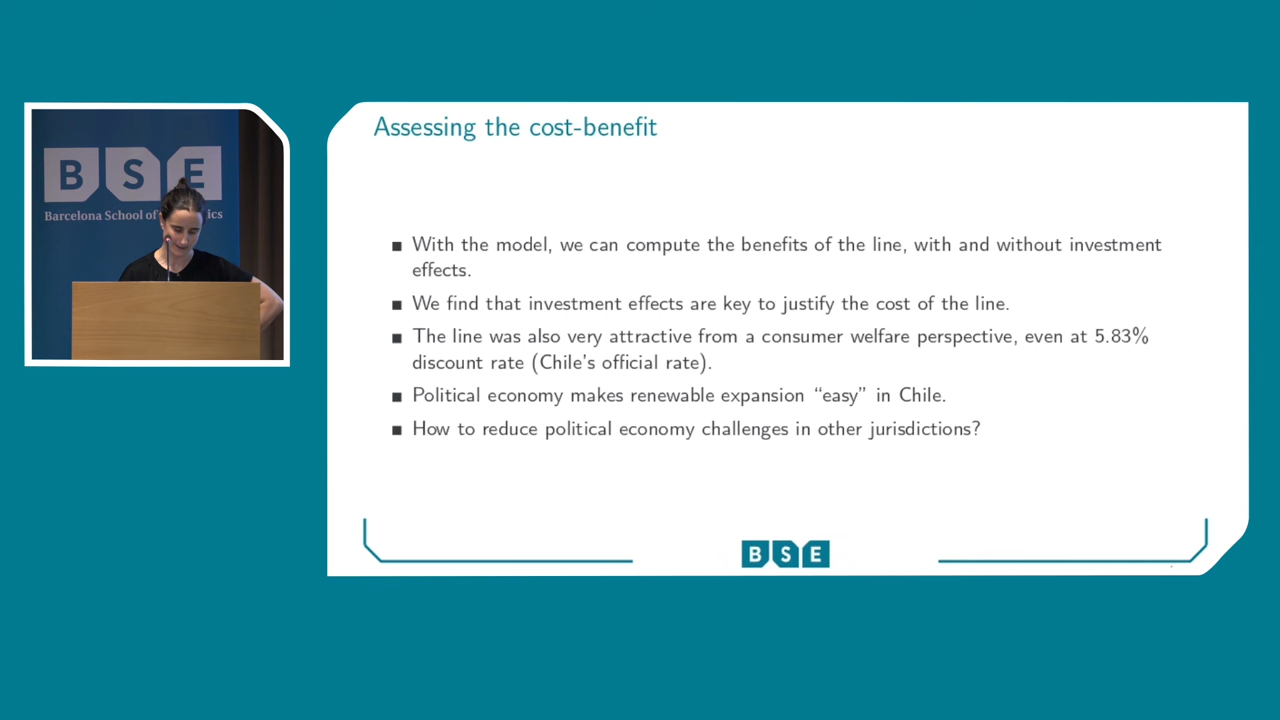 B S E
Barcelona School of
ics
Assessing the cost-benefit
■ With the model, we can compute the benefits of the line, with and without investment
effects.
■ We find that investment effects are key to justify the cost of the line.
■ The line was also very attractive from a consumer welfare perspective, even at 5.83%
discount rate (Chile's official rate).
■ Political economy makes renewable expansion “easy” in Chile.
■ How to reduce political economy challenges in other jurisdictions?
B S E